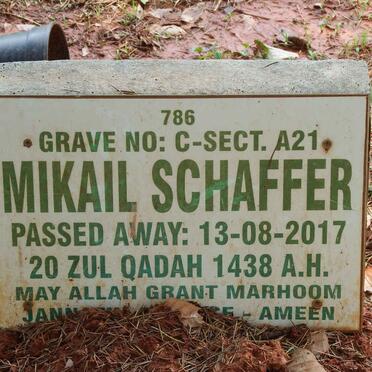 786
GRAVE NO: C-SECT. A21
MIKAIL SCHAFFER
PASSED AWAY: 13-08-2017
20 ZUL QADAH 1438 A.H.
MAY ALLAH GRANT MARHOOM
- AMEEN